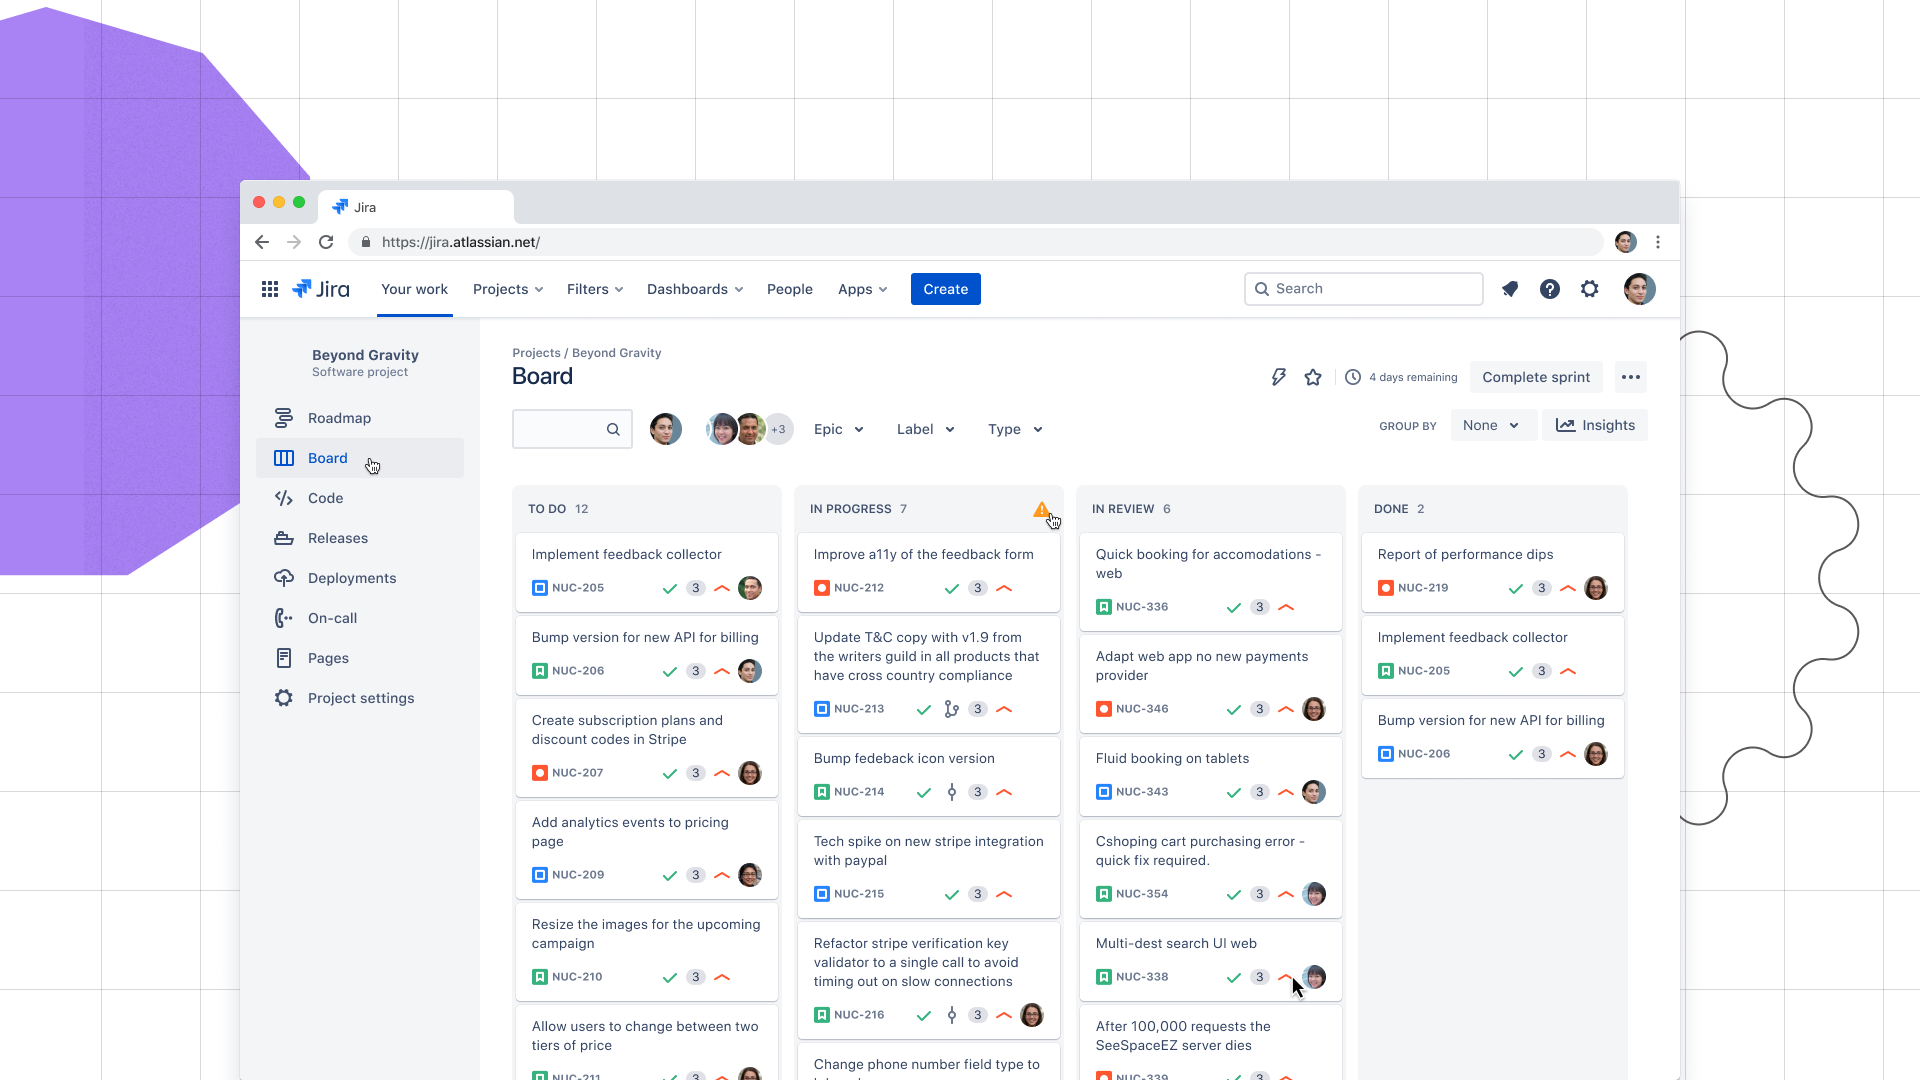 Jira
https://jira.atlassian.net/
Jira
Your work
Projects
Filters
Dashboards
People
Apps
Create
Search
Beyond Gravity
Software project
Roadmap
Board
Code
Releases
Deployments
On-call
Pages
Project settings
Projects / Beyond Gravity
Board
4 days remaining
Complete sprint
+3
Epic
Label
Type
GROUP BY
None
Insights
TO DO 12
Implement feedback collector
NUC-205 3
Bump version for new API for billing
NUC-206 3
Create subscription plans and
discount codes in Stripe
NUC-207 3
Add analytics events to pricing
page
NUC-209 3
Resize the images for the upcoming
campaign
NUC-210 3
Allow users to change between two
tiers of price
NUC-211 3
IN PROGRESS 7
Improve a11y of the feedback form
NUC-212 3
Update T&C copy with v1.9 from
the writers guild in all products that
have cross country compliance
NUC-213 3
Bump fedeback icon version
NUC-214 3
Tech spike on new stripe integration
with paypal
NUC-215 3
Refactor stripe verification key
validator to a single call to avoid
timing out on slow connections
NUC-216 3
Change phone number field type to
IN REVIEW 6
Quick booking for accomodations -
web
NUC-336 3
Adapt web app no new payments
provider
NUC-346 3
Fluid booking on tablets
NUC-343 3
Cshoping cart purchasing error -
quick fix required.
NUC-354 3
Multi-dest search UI web
NUC-338 3
After 100,000 requests the
SeeSpaceEZ server dies
NUC-339 3
DONE 2
Report of performance dips
NUC-219 3
Implement feedback collector
NUC-205 3
Bump version for new API for billing
NUC-206 3